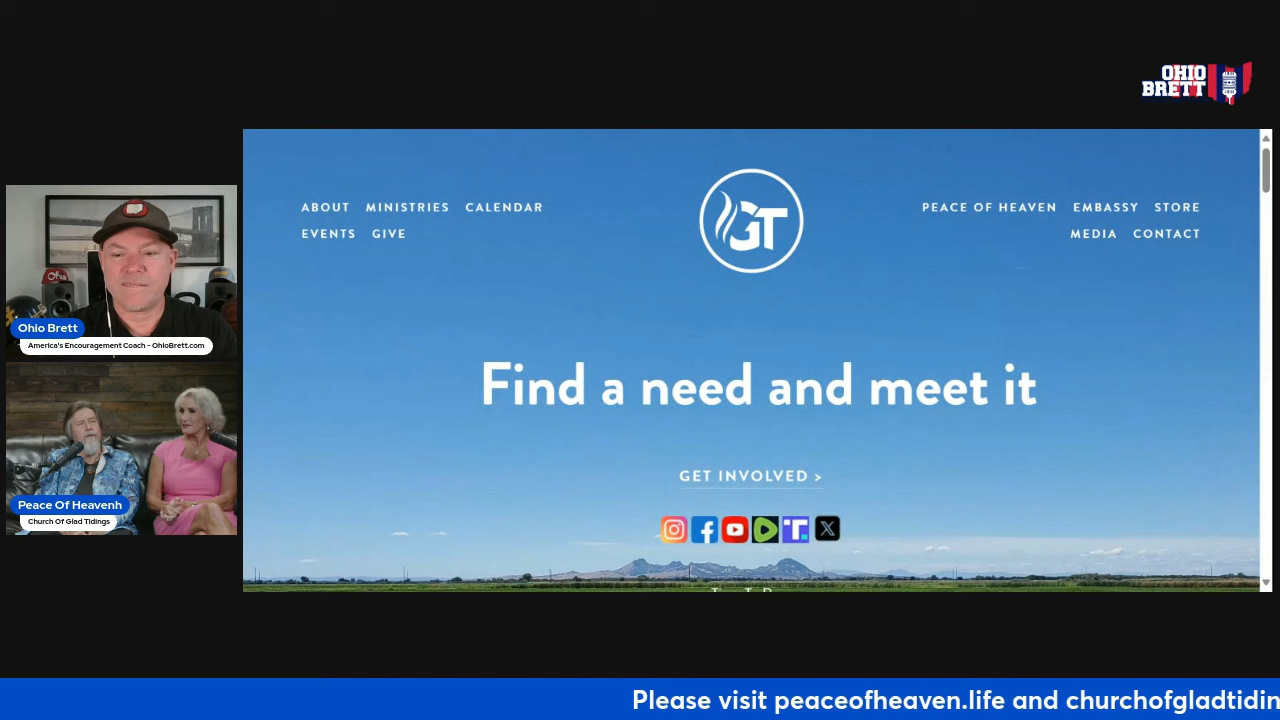 OHIO
BRETT
ABOUT MINISTRIES CALENDAR
EVENTS GIVE
GT
PEACE OF HEAVEN EMBASSY STORE
MEDIA CONTACT
Find a need and meet it
GET INVOLVED >
Ohio Brett
America's Encouragement Coach - OhioBrett.com
Peace Of Heavenh
Church Of Glad Tidings
Please visit peaceofheaven.life and churchofgladtidin